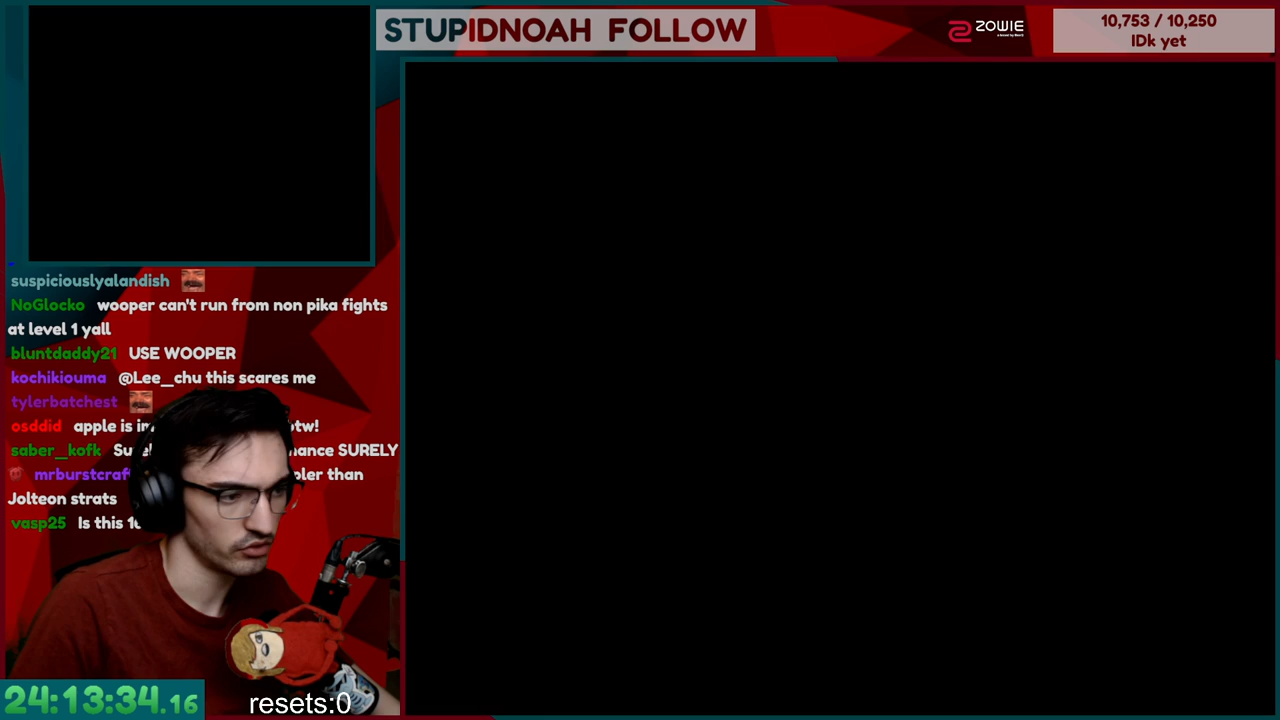 STUPIDNOAH FOLLOW
ZOWIE
10,753 / 10,250
IDk yet
suspiciouslyalandish
NoGlocko wooper can't run from non pika fights
at level 1 yall
bluntdaddy21 USE WOOPER
kochikiouma @Lee_chu this scares me
tylerbatchest
osddid apple is
saber_kofk SURELY
than
Jolteon strats
vasp25 Is this
24:13:34.16
resets:0